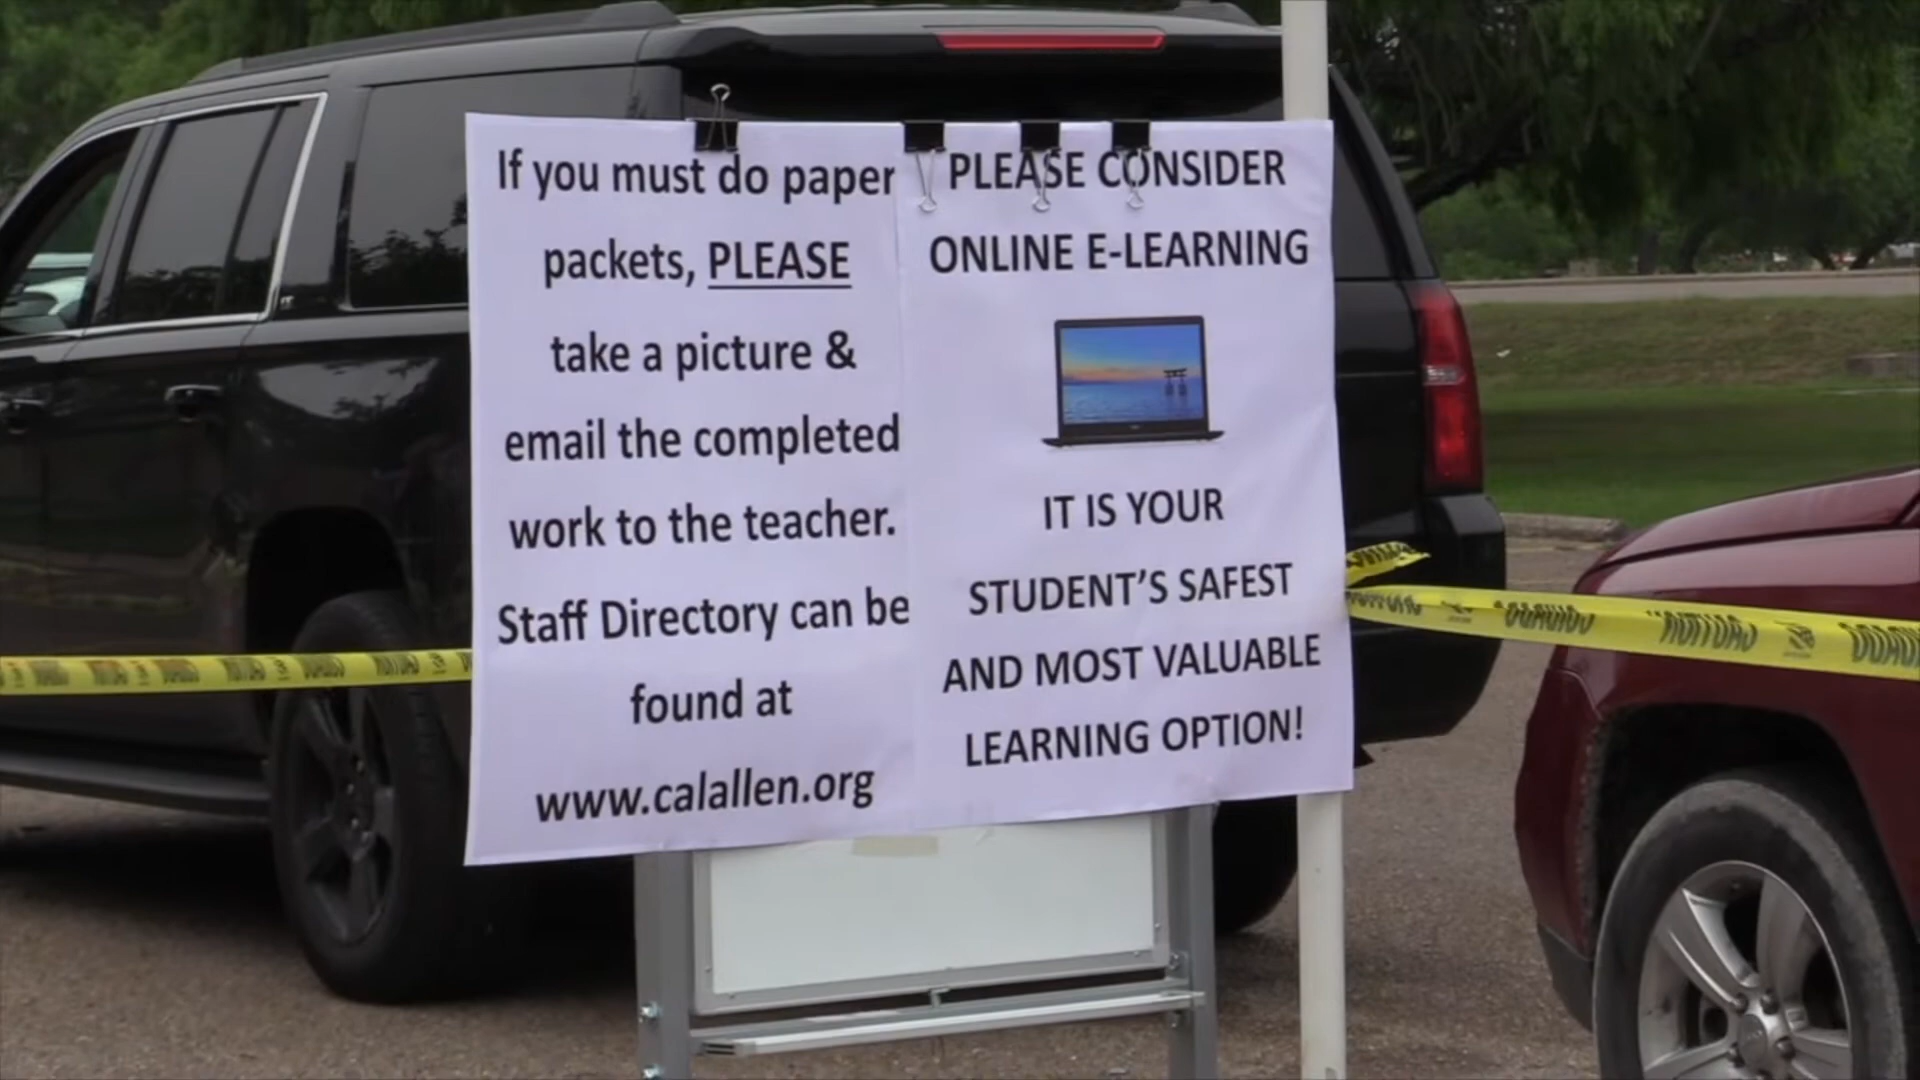 If you must do paper
packets, PLEASE
take a picture &
email the completed
work to the teacher.
Staff Directory can be
found at
www.calallen.org
PLEASE CONSIDER
ONLINE E-LEARNING
IT IS YOUR
STUDENT'S SAFEST
AND MOST VALUABLE
LEARNING OPTION!
CUIDADO CAUTION